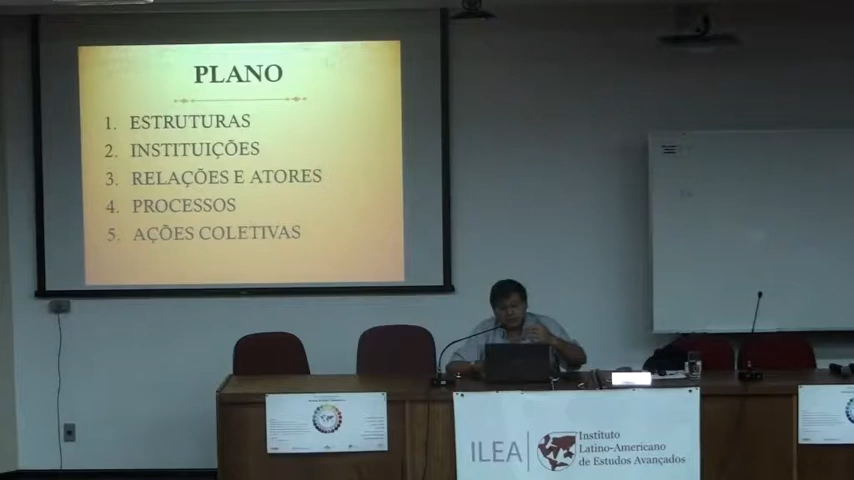 PLANO
1. ESTRUTURAS
2. INSTITUIÇÕES
3. RELAÇÕES E ATORES
4. PROCESSOS
5. AÇÕES COLETIVAS
ILEA
Instituto
Latino-Americano
de Estudos Avançados